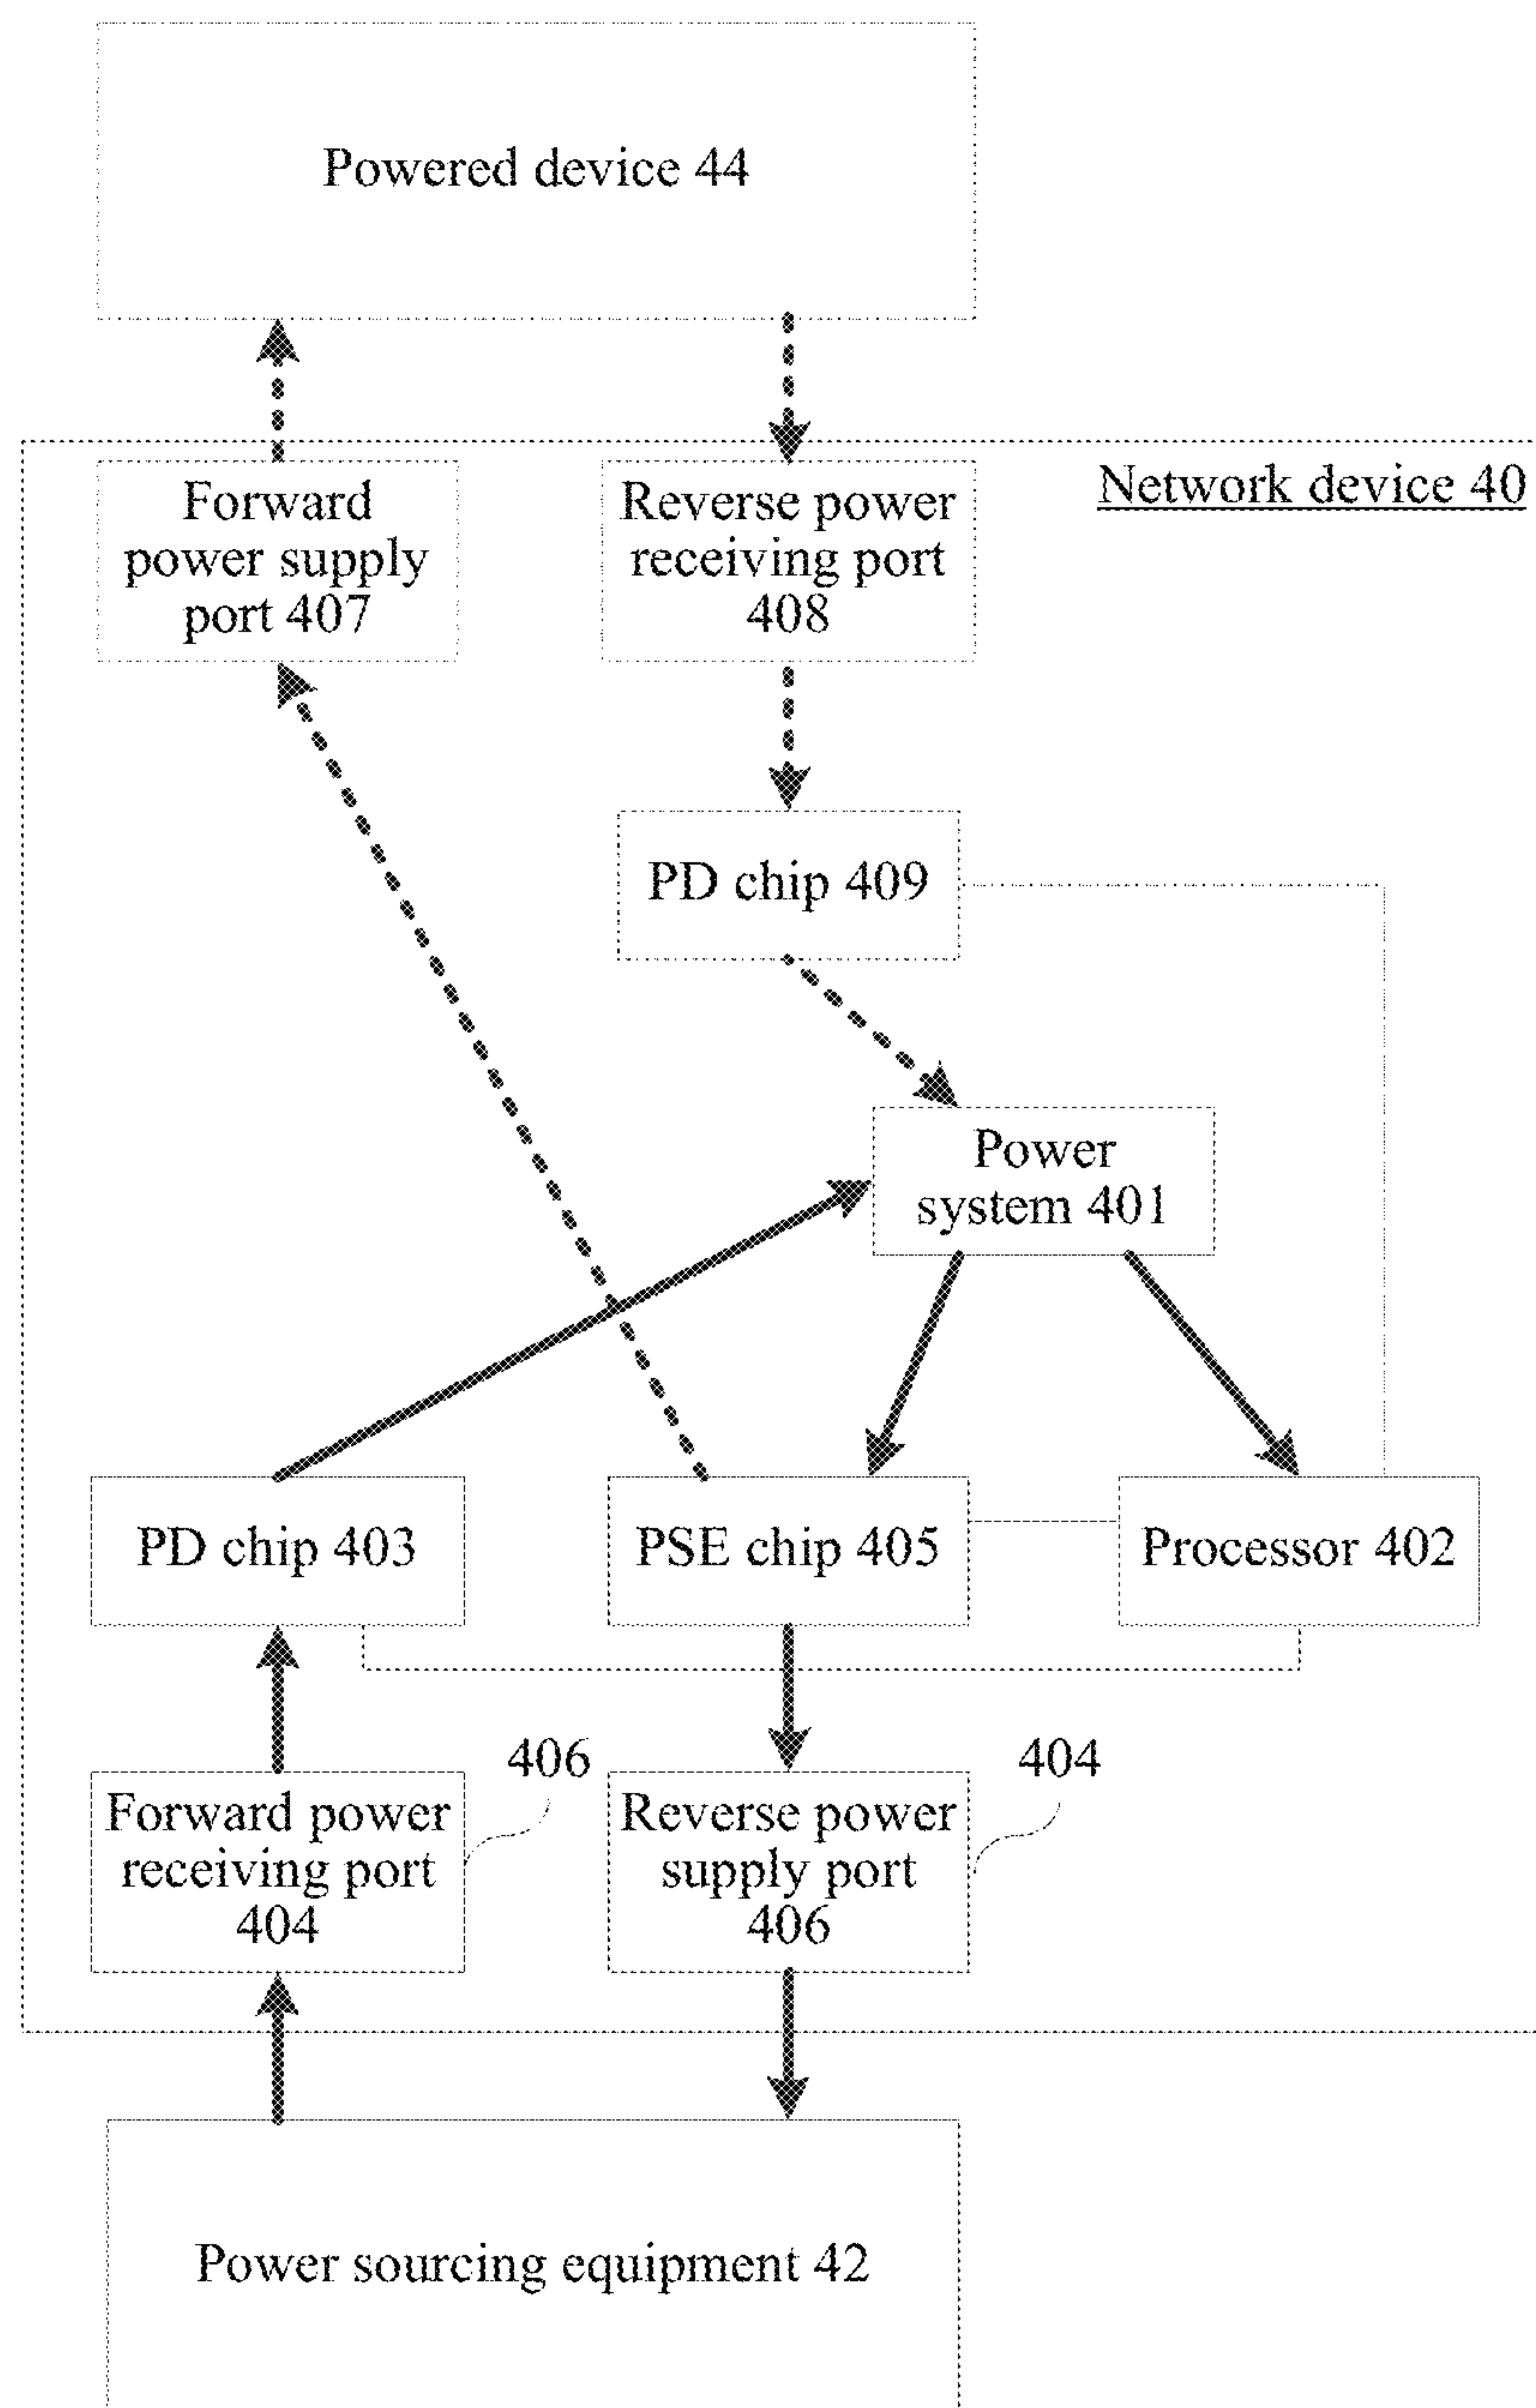 Powered device 44
Network device 40
Forward
power supply
port 407
Reverse power
receiving port
408
PD chip 409
Power
system 401
PD chip 403
PSE chip 405
Processor 402
406
404
Forward power
receiving port
404
Reverse power
supply port
406
Power sourcing equipment 42